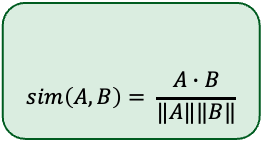 sim(A, B) = A · B / ‖A‖‖B‖